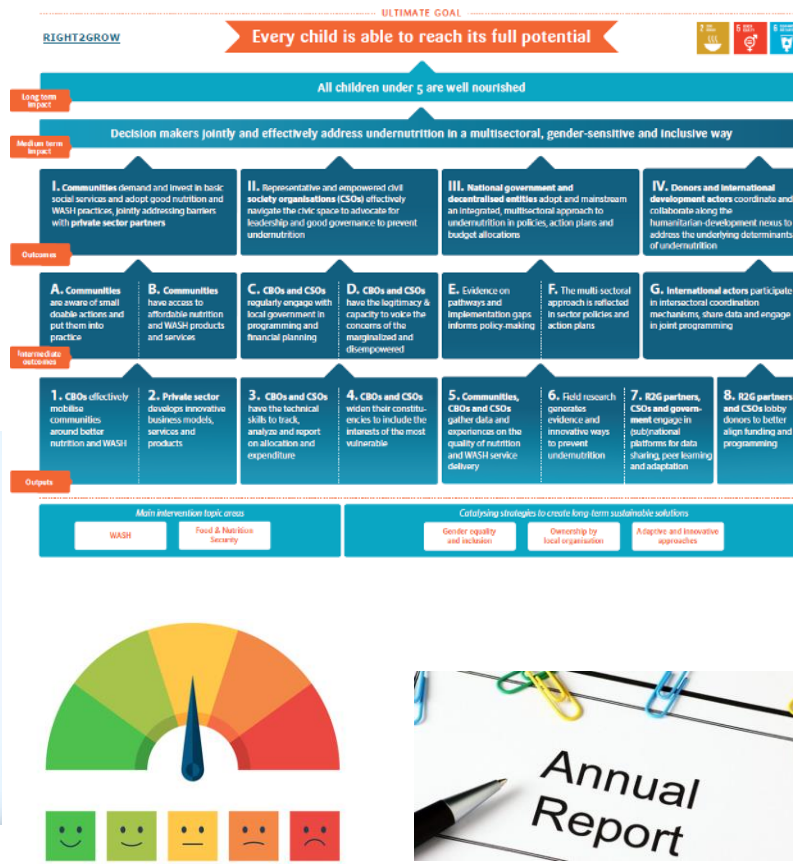 ULTIMATE GOAL
RIGHT2GROW
Every child is able to reach its full potential
2
5
6
All children under 5 are well nourished
Long term
impact
Decision makers jointly and effectively address undernutrition in a multisectoral, gender-sensitive and inclusive way
Medium term
impact
I. Communities demand and invest in basic
social services and adopt good nutrition and
WASH practices, jointly addressing barriers
with private sector partners
II. Representative and empowered civil
society organisations (CSOs) effectively
navigate the civic space to advocate for
leadership and good governance to prevent
undernutrition
III. National government and
decentralised entities adopt and mainstream
an integrated, multisectoral approach to
undernutrition in policies, action plans and
budget allocations
IV. Donors and international
development actors coordinate and
collaborate along the
humanitarian-development nexus to
address the underlying determinants
of undernutrition
Outcomes
A. Communities
are aware of small
doable actions and
put them into
practice
B. Communities
have access to
affordable nutrition
and WASH products
and services
C. CBOs and CSOs
regularly engage with
local government in
programming and
financial planning
D. CBOs and CSOs
have the legitimacy &
capacity to voice the
concerns of the
marginalized and
disempowered
E. Evidence on
pathways and
implementation gaps
informs policy-making
F. The multi-sectoral
approach is reflected
in sector policies and
action plans
G. International actors participate
in intersectoral coordination
mechanisms, share data and engage
in joint programming
Intermediate
outcomes
1. CBOs effectively
mobilise
communities
around better
nutrition and WASH
2. Private sector
develops innovative
business models,
services and
products
3. CBOs and CSOs
have the technical
skills to track,
analyze and report
on allocation and
expenditure
4. CBOs and CSOs
widen their constitu-
encies to include the
interests of the most
vulnerable
5. Communities,
CBOs and CSOs
gather data and
experiences on the
quality of nutrition
and WASH service
delivery
6. Field research
generates
evidence and
innovative ways
to prevent
undernutrition
7. R2G partners,
CSOs and govern-
ment engage in
(sub)national
platforms for data
sharing, peer learning
and adaptation
8. R2G partners
and CSOs lobby
donors to better
align funding and
programming
Outputs
Main intervention topic areas
WASH
Food & Nutrition
Security
Catalysing strategies to create long-term sustainable solutions
Gender equality
and inclusion
Ownership by
local organisation
Adaptive and innovative
approaches
Annual
Report